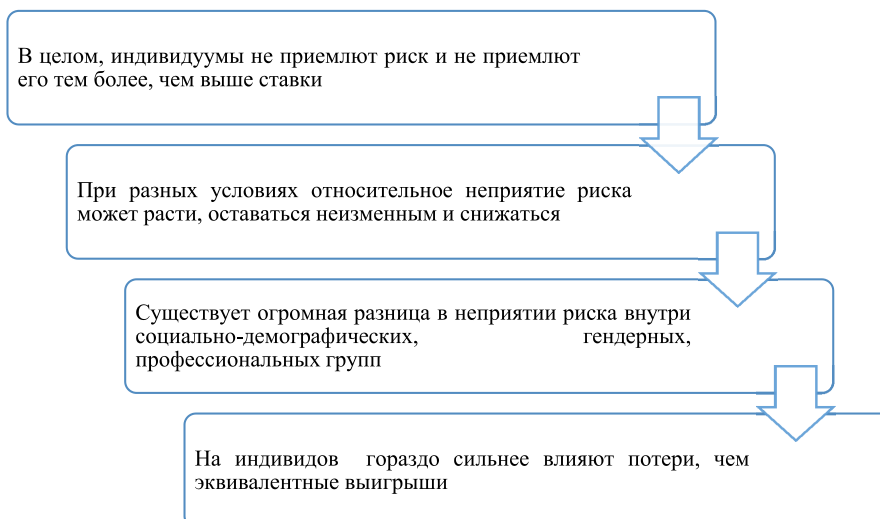 В целом, индивидуумы не приемлют риск и не приемлют
его тем более, чем выше ставки
При разных условиях относительное неприятие риска
может расти, оставаться неизменным и снижаться
Существует огромная разница в неприятии риска внутри
социально-демографических, гендерных,
профессиональных групп
На индивидов гораздо сильнее влияют потери, чем
эквивалентные выигрыши